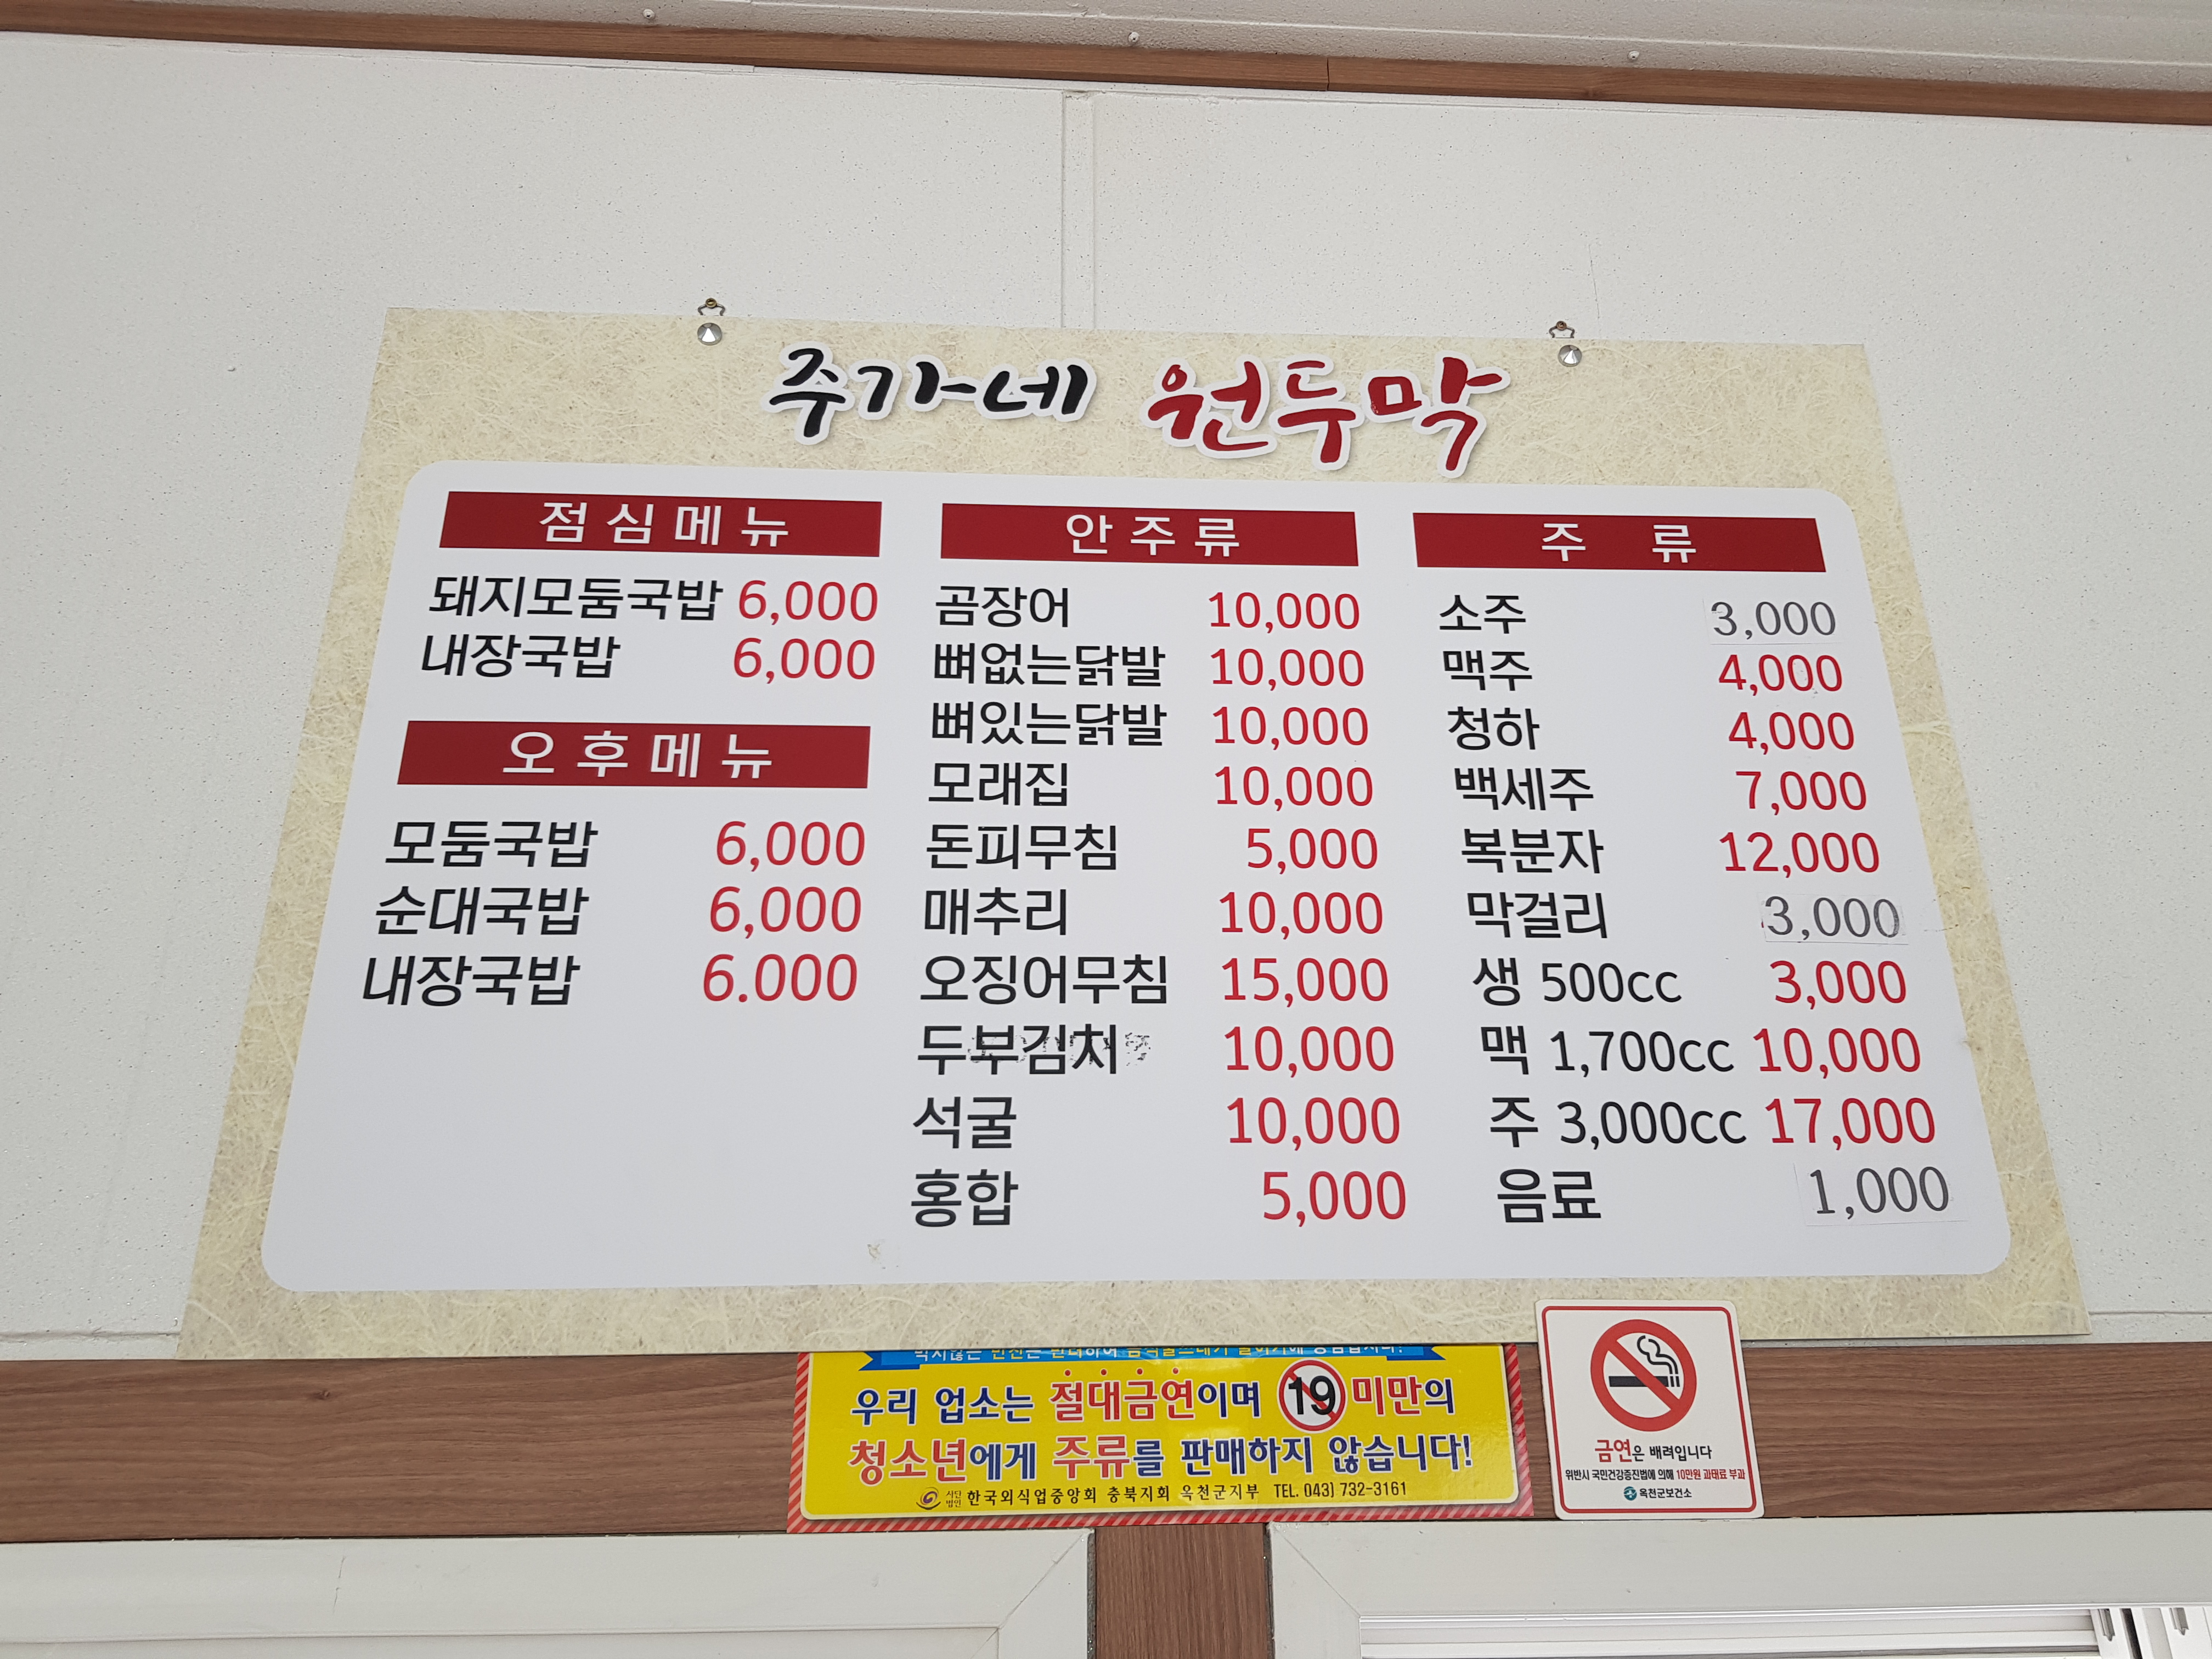 주가네 원두막
점심메뉴
돼지모둠국밥 6,000
내장국밥 6,000
오후메뉴
모둠국밥 6,000
순대국밥 6,000
내장국밥 6.000
안주류
곰장어 10,000
뼈없는닭발 10,000
뼈있는닭발 10,000
모래집 10,000
돈피무침 5,000
매추리 10,000
오징어무침 15,000
두부김치 10,000
석굴 10,000
홍합 5,000
주 류
소주 3,000
맥주 4,000
청하 4,000
백세주 7,000
복분자 12,000
막걸리 3,000
생 500cc 3,000
맥 1,700cc 10,000
주 3,000cc 17,000
음료 1,000
우리 업소는 절대금연이며 19 미만의
청소년에게 주류를 판매하지 않습니다!
사단법인 한국외식업중앙회 충북지회 옥천군지부 TEL. 043) 732-3161
금연은 배려입니다
위반시 국민건강증진법에 의해 10만원 과태료 부과
옥천군보건소